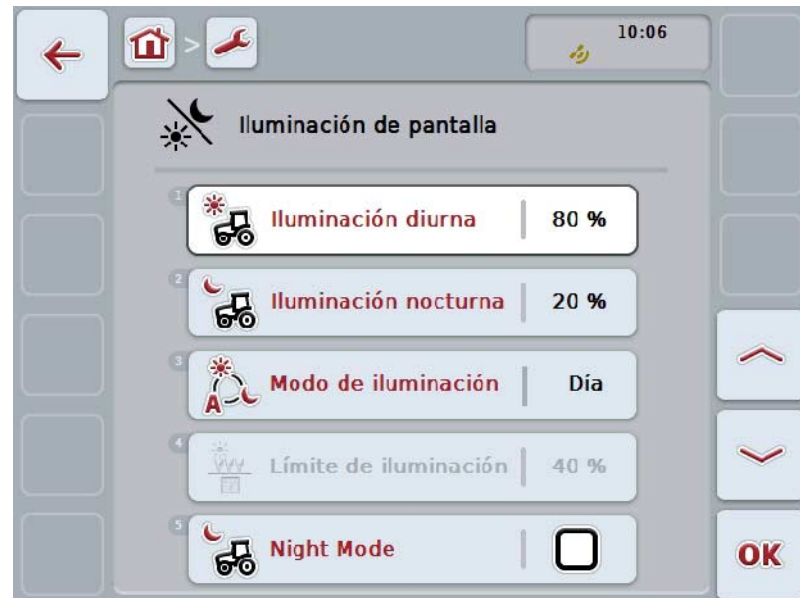 >
10:06
Iluminación de pantalla
1
Iluminación diurna 80 %
2
Iluminación nocturna 20 %
3
A
Modo de iluminación Día
4
Límite de iluminación 40 %
5
Night Mode
OK